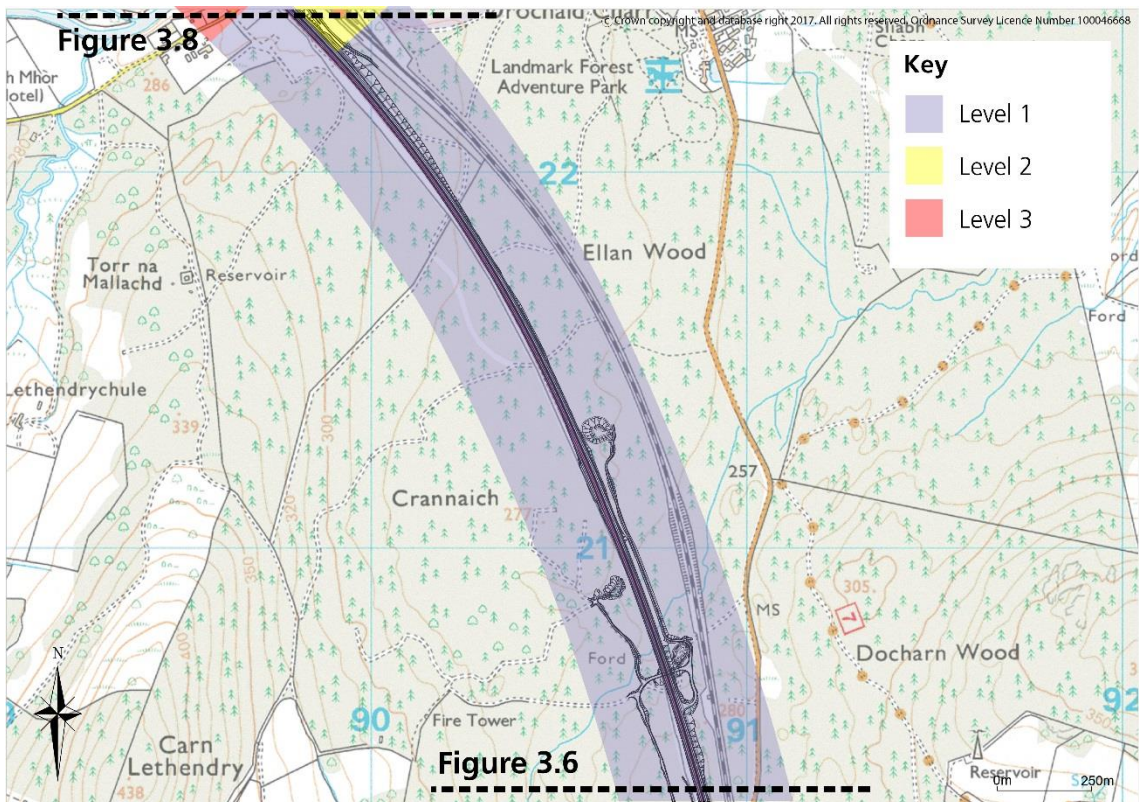 © Crown copyright and database right 2017. All rights reserved. Ordnance Survey Licence Number 100046668
Figure 3.8
MS
Key
Level 1
Level 2
Level 3
Landmark Forest
Adventure Park
286
280
22
Ellan Wood
Torr na
Mallachd
Reservoir
Ford
Lethendrychule
339
300
320
257
Crannaich
277
21
350
400
MS
305
7
Ford
Docharn Wood
N
280
90
91
92
Fire Tower
350
Carn
Lethendry
Figure 3.6
438
Reservoir
0m
250m